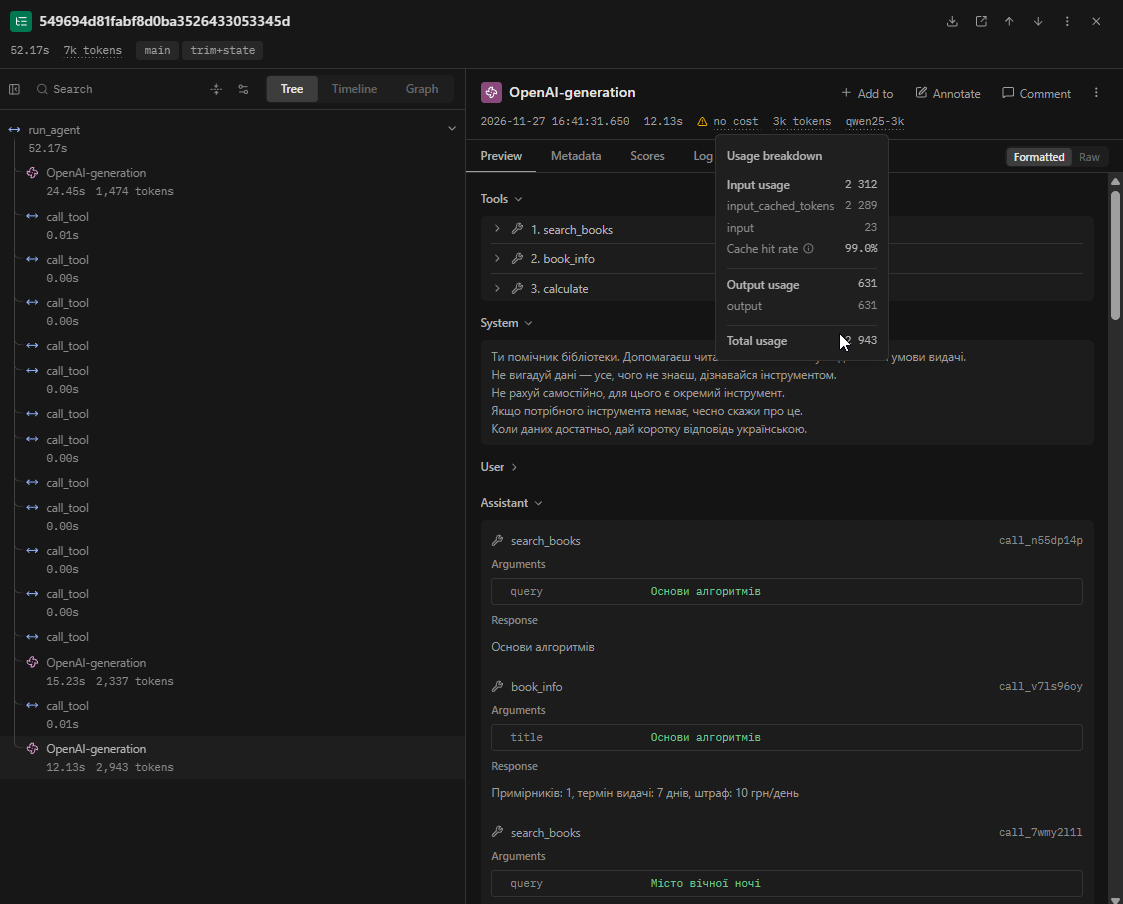 549694d81fabf8d0ba3526433053345d
52.17s 7k tokens main trim+state
Search
Tree Timeline Graph
run_agent
52.17s
OpenAI-generation
24.45s 1,474 tokens
call_tool
0.01s
call_tool
0.00s
call_tool
0.00s
call_tool
call_tool
0.00s
call_tool
call_tool
0.00s
call_tool
call_tool
0.00s
call_tool
0.00s
call_tool
0.00s
call_tool
OpenAI-generation
15.23s 2,337 tokens
call_tool
0.01s
OpenAI-generation
12.13s 2,943 tokens
OpenAI-generation
Add to Annotate Comment
2026-11-27 16:41:31.650 12.13s no cost 3k tokens qwen25-3k
Preview Metadata Scores Log
Formatted Raw
Usage breakdown
Input usage 2 312
input_cached_tokens 2 289
input 23
Cache hit rate 99.0%
Output usage 631
output 631
Total usage 2 943
Tools
1. search_books
2. book_info
3. calculate
System
Ти помічник бібліотеки. Допомагаєш умови видачі.
Не вигадуй дані — усе, чого не знаєш, дізнавайся інструментом.
Не рахуй самостійно, для цього є окремий інструмент.
Якщо потрібного інструмента немає, чесно скажи про це.
Коли даних достатньо, дай коротку відповідь українською.
User
Assistant
search_books call_n55dp14p
Arguments
query Основи алгоритмів
Response
Основи алгоритмів
book_info call_v7ls96oy
Arguments
title Основи алгоритмів
Response
Примірників: 1, термін видачі: 7 днів, штраф: 10 грн/день
search_books call_7wmy2lll
Arguments
query Місто вічної ночі